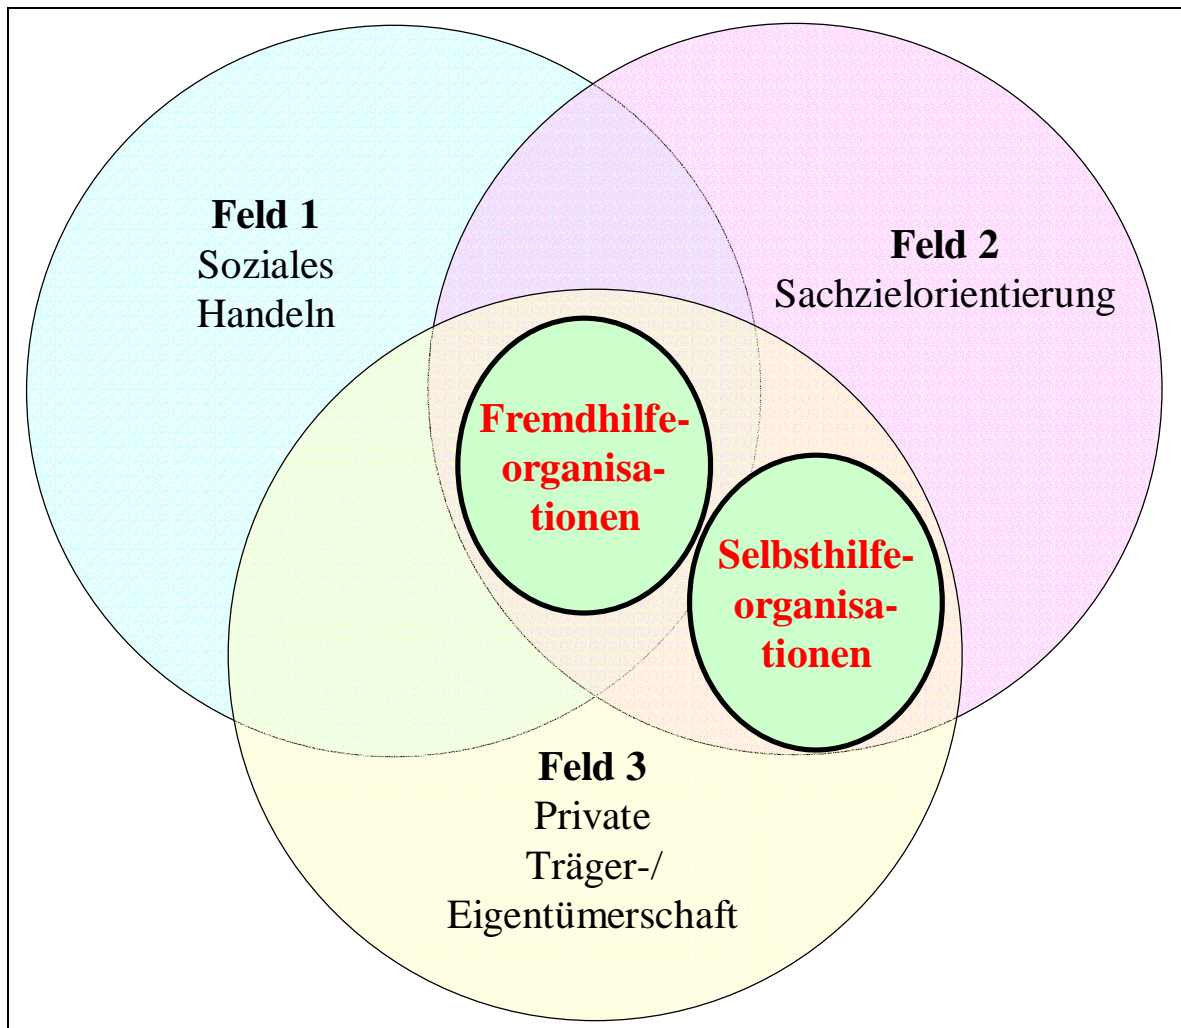 Feld 1
Soziales
Handeln
Feld 2
Sachzielorientierung
Fremdhilfe-
organisa-
tionen
Selbsthilfe-
organisa-
tionen
Feld 3
Private
Träger-/
Eigentümerschaft